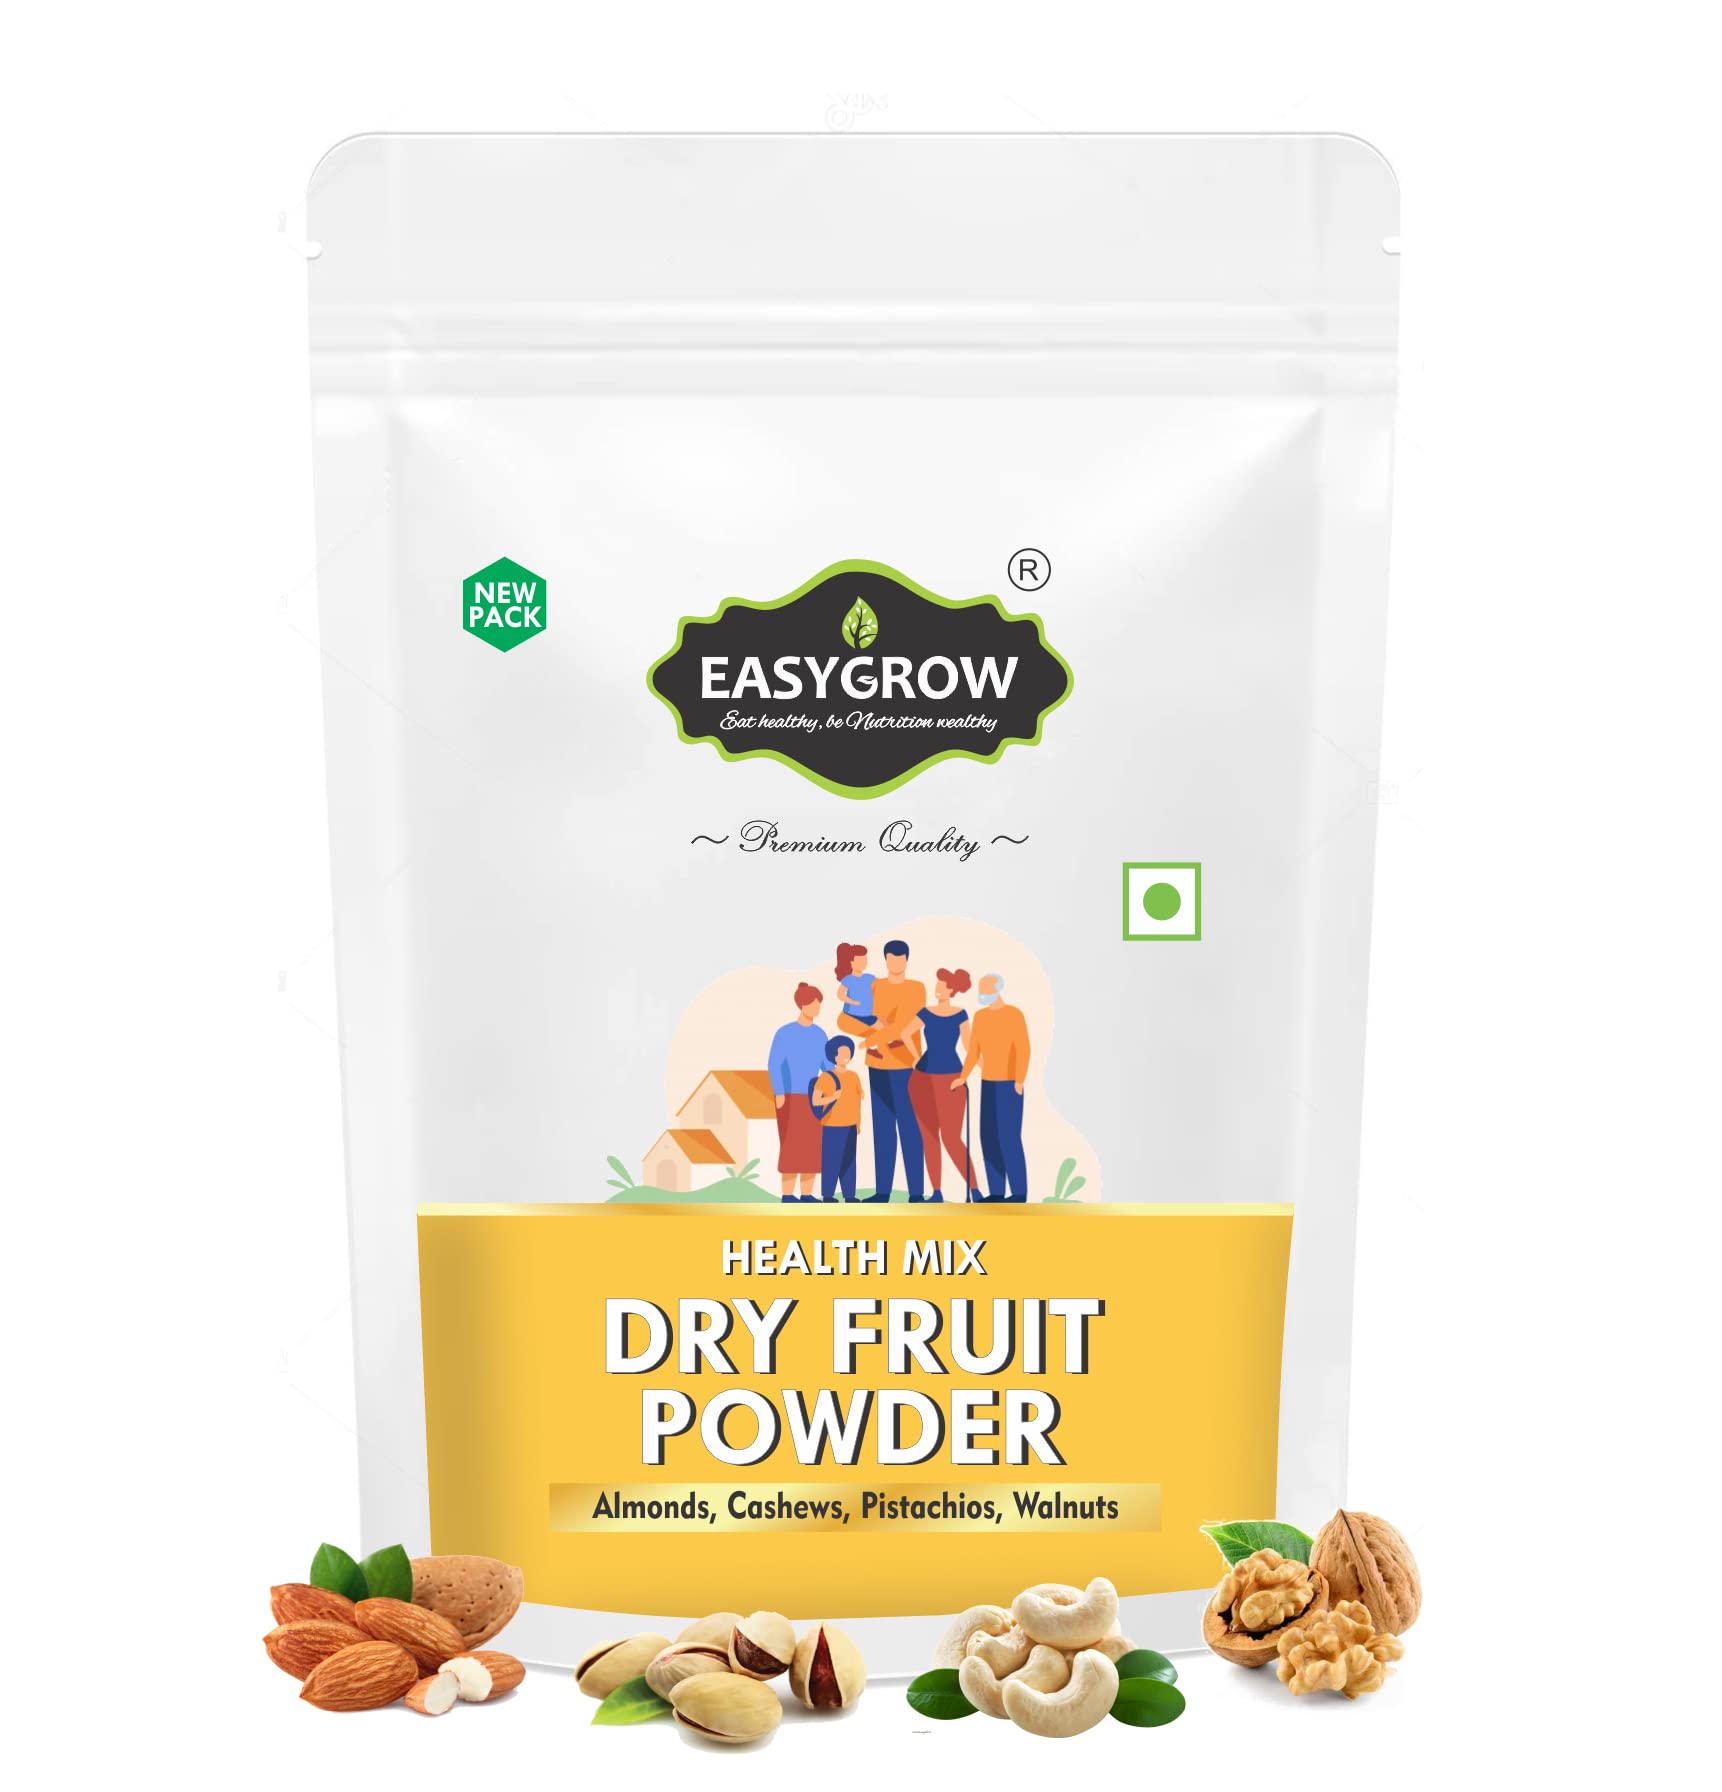 NEW
PACK
®
EASYGROW
Eat healthy, be Nutrition wealthy
~ Premium Quality ~
HEALTH MIX
DRY FRUIT
POWDER
Almonds, Cashews, Pistachios, Walnuts